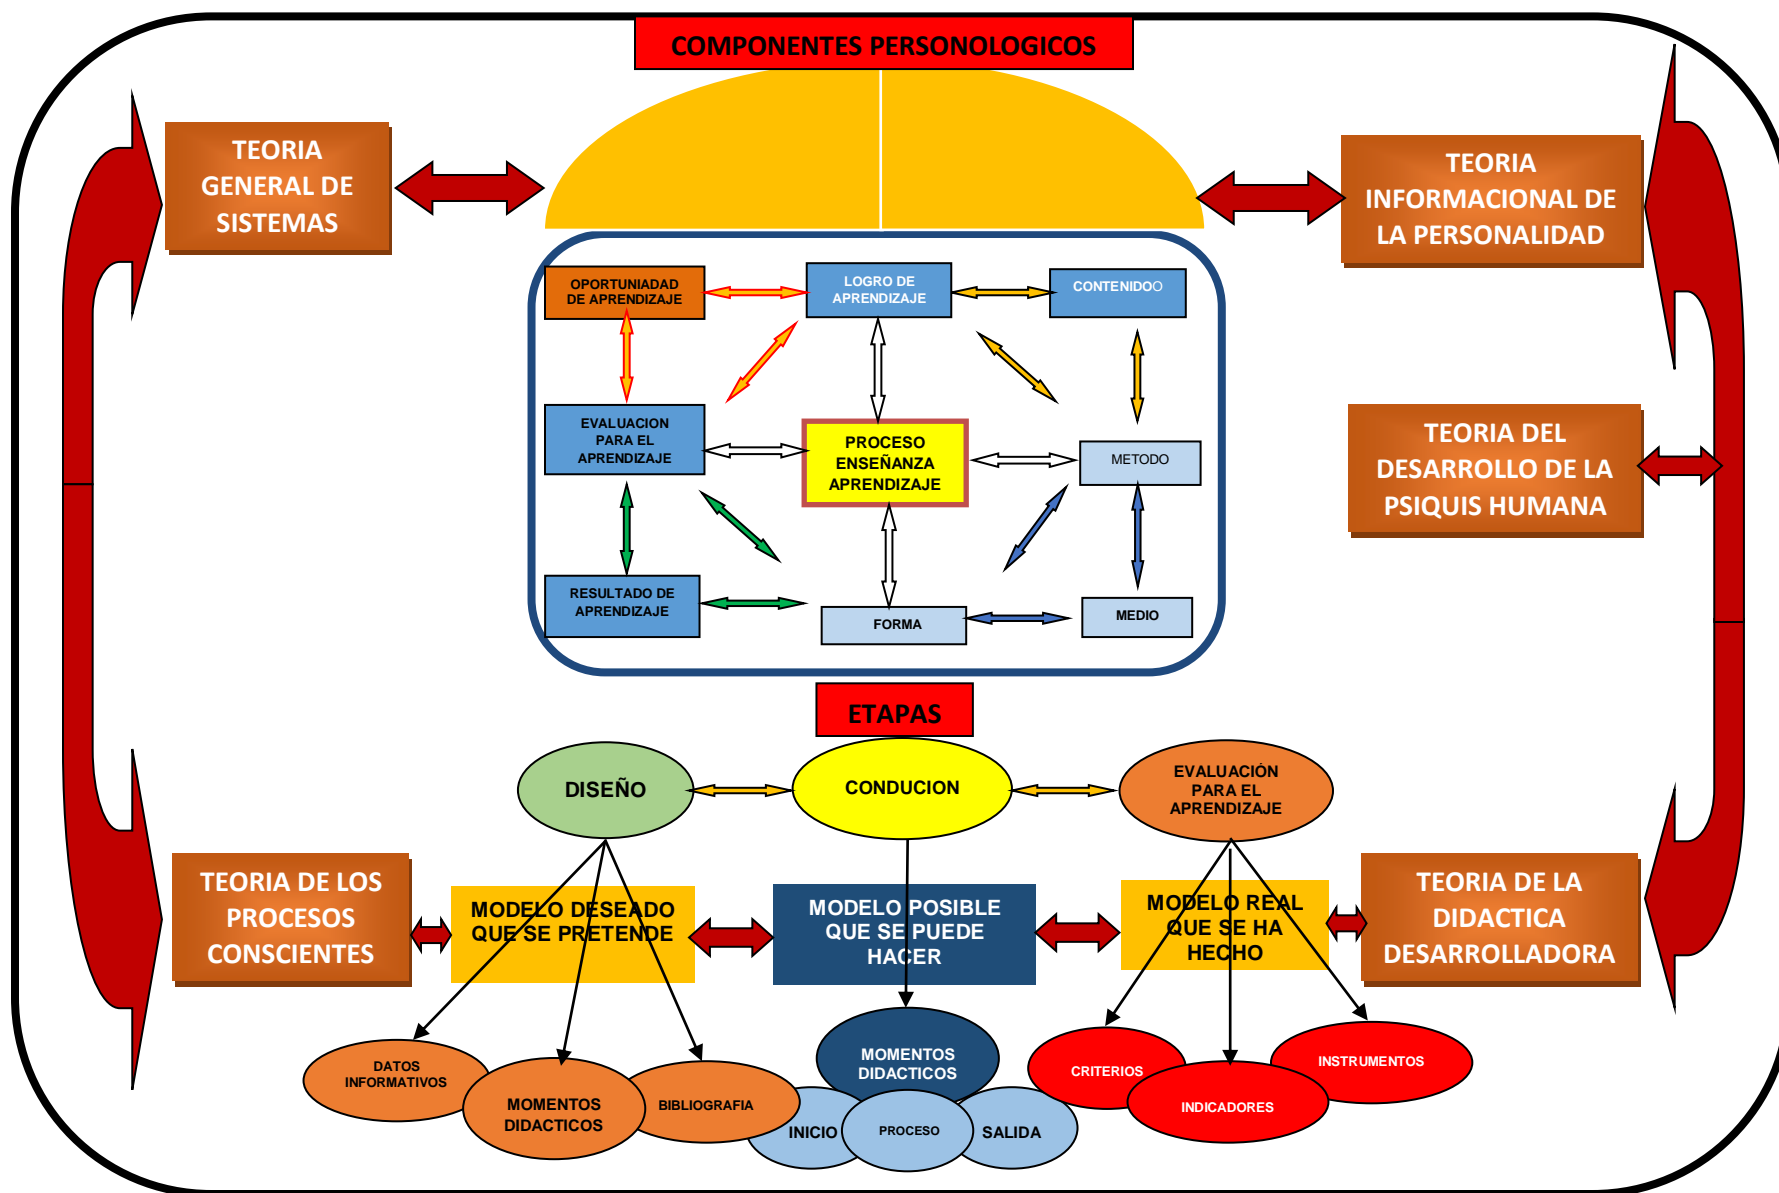 COMPONENTES PERSONOLOGICOS
TEORIA
GENERAL DE
SISTEMAS
TEORIA
INFORMACIONAL DE
LA PERSONALIDAD
OPORTUNIADAD
DE APRENDIZAJE
LOGRO DE
APRENDIZAJE
CONTENIDOO
EVALUACION
PARA EL
APRENDIZAJE
PROCESO
ENSEÑANZA
APRENDIZAJE
METODO
TEORIA DEL
DESARROLLO DE LA
PSIQUIS HUMANA
RESULTADO DE
APRENDIZAJE
FORMA
MEDIO
ETAPAS
DISEÑO
CONDUCION
EVALUACIÓN
PARA EL
APRENDIZAJE
TEORIA DE LOS
PROCESOS
CONSCIENTES
MODELO DESEADO
QUE SE PRETENDE
MODELO POSIBLE
QUE SE PUEDE
HACER
MODELO REAL
QUE SE HA
HECHO
TEORIA DE LA
DIDACTICA
DESARROLLADORA
DATOS
INFORMATIVOS
MOMENTOS
DIDACTICOS
BIBLIOGRAFIA
MOMENTOS
DIDACTICOS
INICIO
PROCESO
SALIDA
CRITERIOS
INDICADORES
INSTRUMENTOS